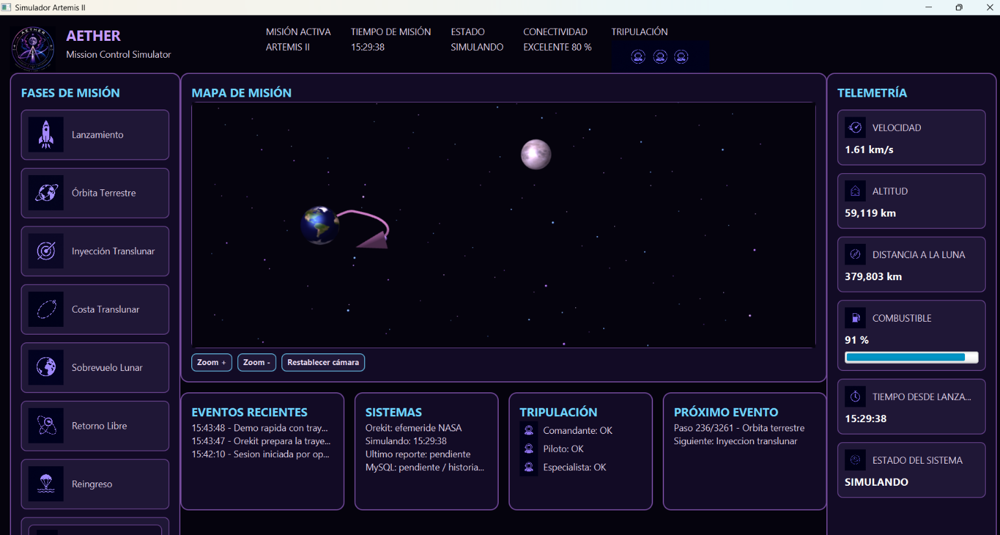 Simulador Artemis II
AETHER
AETHER
Mission Control Simulator
MISIÓN ACTIVA
ARTEMIS II
TIEMPO DE MISIÓN
15:29:38
ESTADO
SIMULANDO
CONECTIVIDAD
EXCELENTE 80 %
TRIPULACIÓN
FASES DE MISIÓN
Lanzamiento
Órbita Terrestre
Inyección Translunar
Costa Translunar
Sobrevuelo Lunar
Retorno Libre
Reingreso
MAPA DE MISIÓN
Zoom +
Zoom -
Restablecer cámara
EVENTOS RECIENTES
15:43:48 - Demo rapida con tray...
15:43:47 - Orekit prepara la traye...
15:42:10 - Sesion iniciada por op...
SISTEMAS
Orekit: efemeride NASA
Simulando: 15:29:38
Ultimo reporte: pendiente
MySQL: pendiente / historia...
TRIPULACIÓN
Comandante: OK
Piloto: OK
Especialista: OK
PRÓXIMO EVENTO
Paso 236/3261 - Orbita terrestre
Siguiente: Inyeccion translunar
TELEMETRÍA
VELOCIDAD
1.61 km/s
ALTITUD
59,119 km
DISTANCIA A LA LUNA
379,803 km
COMBUSTIBLE
91 %
TIEMPO DESDE LANZA...
15:29:38
ESTADO DEL SISTEMA
SIMULANDO